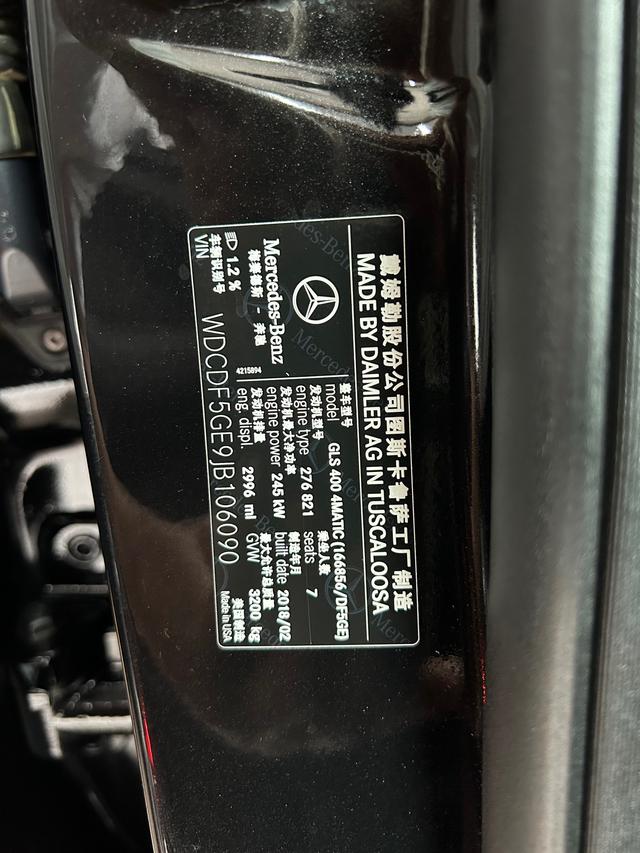 戴姆勒股份公司图斯卡鲁萨工厂制造
MADE BY DAIMLER AG IN TUSCALOOSA
Mercedes-Benz
梅赛德斯 - 奔驰
1.2 %
4215894
整车型号
model GLS 400 4MATIC(166856/DF5GE)
发动机型号 乘坐人数
engine type 276 821 seats 7
发动机最大净功率 制造年月
engine power 245 kW built date 2018/02
发动机排量 最大允许总质量
eng. displ. 2996 ml GVW 3200 kg
车辆识别号 美国制造
VIN WDCDF5GE9JB106090 Made in USA